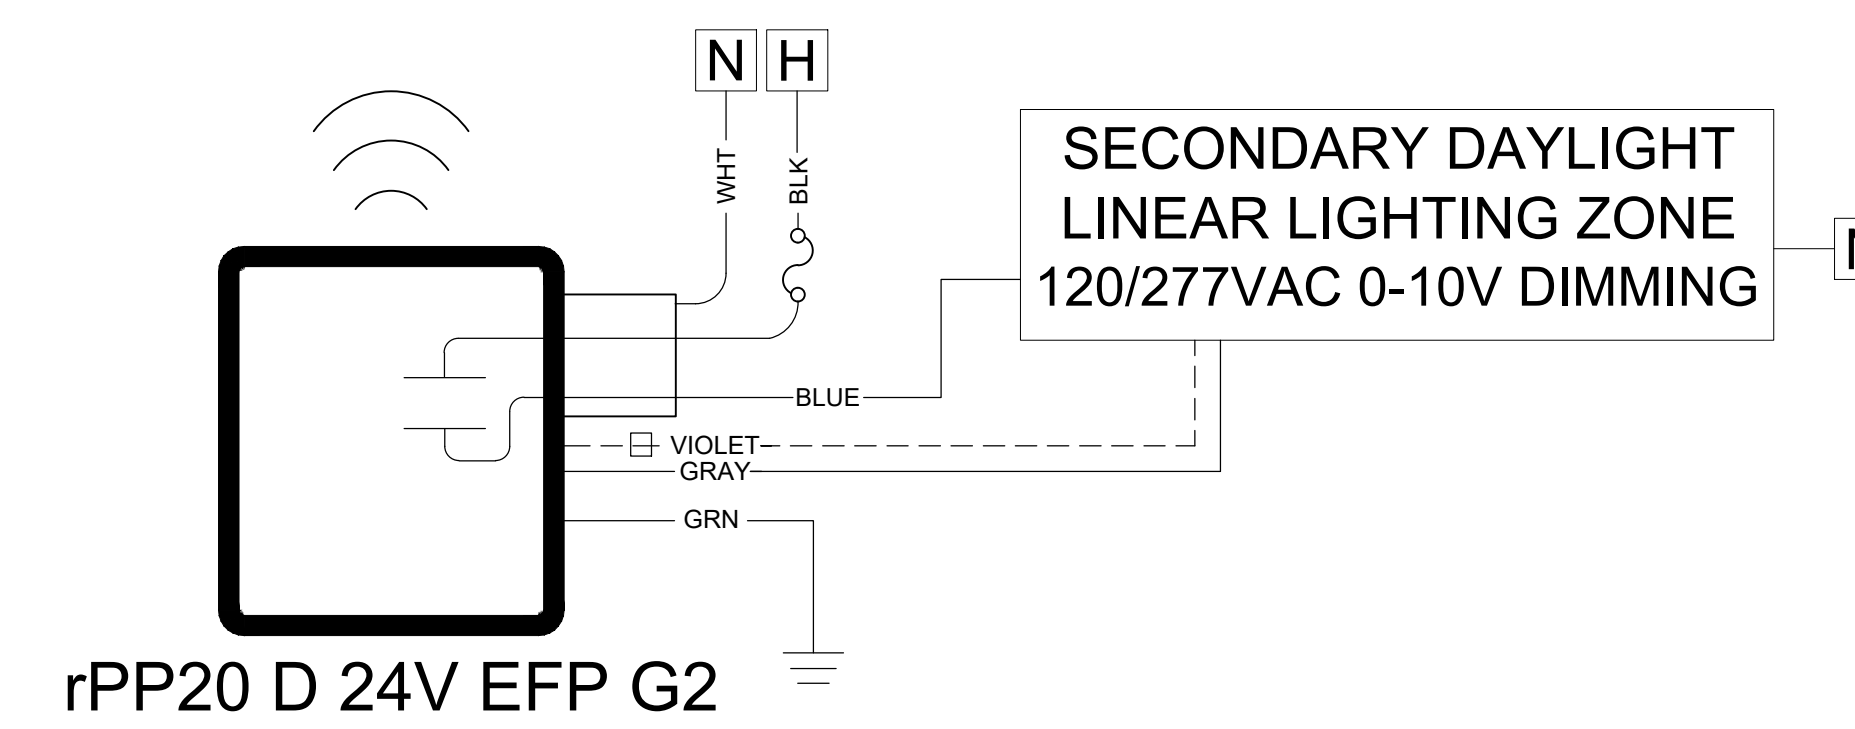 N H
WHT
BLK
SECONDARY DAYLIGHT
LINEAR LIGHTING ZONE
120/277VAC 0-10V DIMMING
BLUE
VIOLET
GRAY
GRN
rPP20 D 24V EFP G2